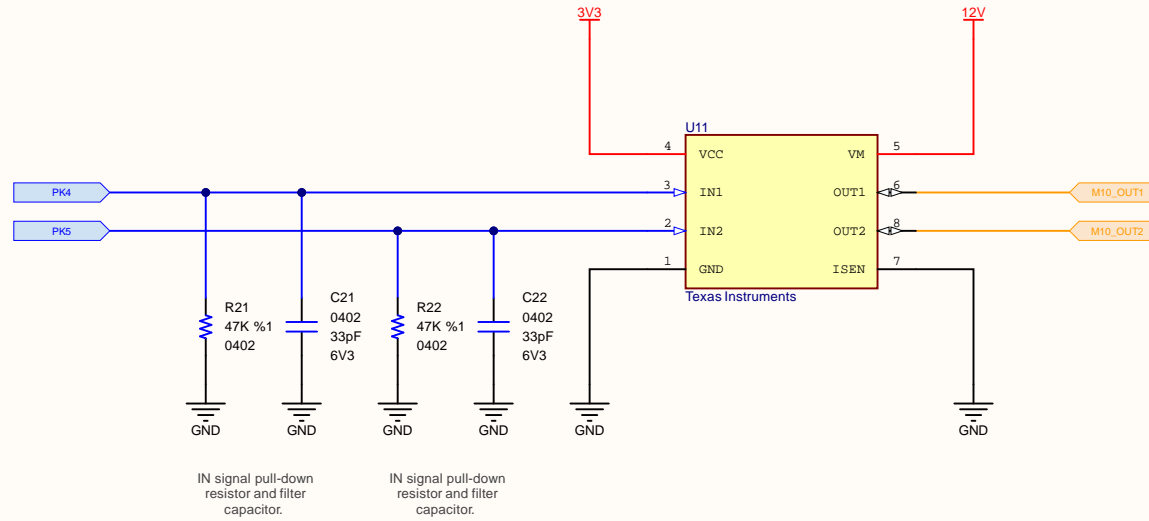 3V3
12V
U11
4
VCC
VM
5
PK4
3
IN1
OUT1
6
M10_OUT1
PK5
2
IN2
OUT2
8
M10_OUT2
1
GND
ISEN
7
Texas Instruments
R21
47K %1
0402
C21
0402
33pF
6V3
R22
47K %1
0402
C22
0402
33pF
6V3
GND
GND
GND
GND
GND
GND
IN signal pull-down
resistor and filter
capacitor.
IN signal pull-down
resistor and filter
capacitor.